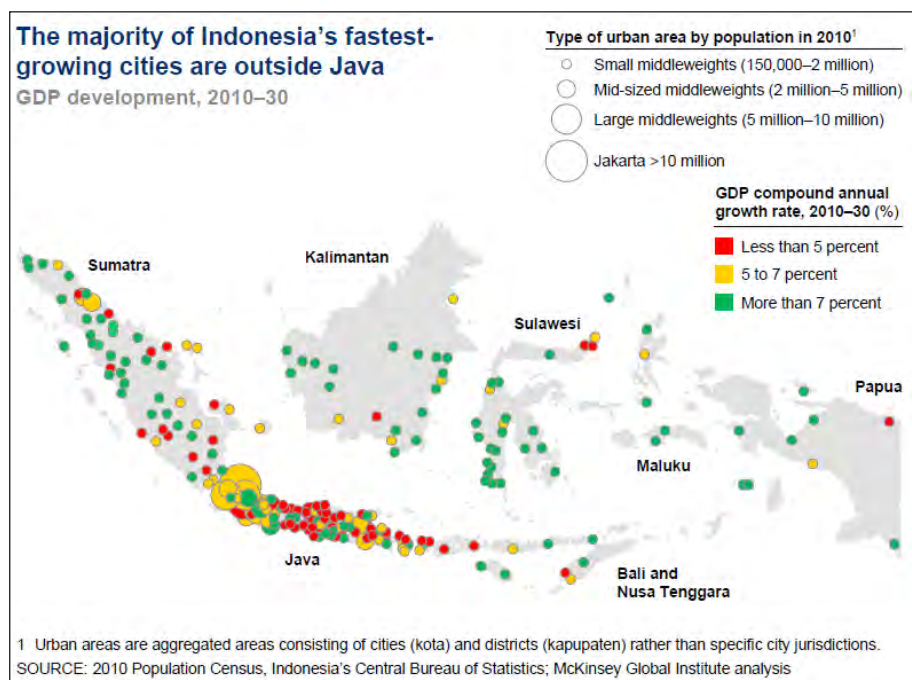 The majority of Indonesia's fastest-
growing cities are outside Java
GDP development, 2010–30
Type of urban area by population in 2010¹
Small middleweights (150,000–2 million)
Mid-sized middleweights (2 million–5 million)
Large middleweights (5 million–10 million)
Jakarta >10 million
GDP compound annual
growth rate, 2010–30 (%)
Less than 5 percent
5 to 7 percent
More than 7 percent
Sumatra
Kalimantan
Sulawesi
Papua
Maluku
Java
Bali and
Nusa Tenggara
1 Urban areas are aggregated areas consisting of cities (kota) and districts (kapupaten) rather than specific city jurisdictions.
SOURCE: 2010 Population Census, Indonesia's Central Bureau of Statistics; McKinsey Global Institute analysis